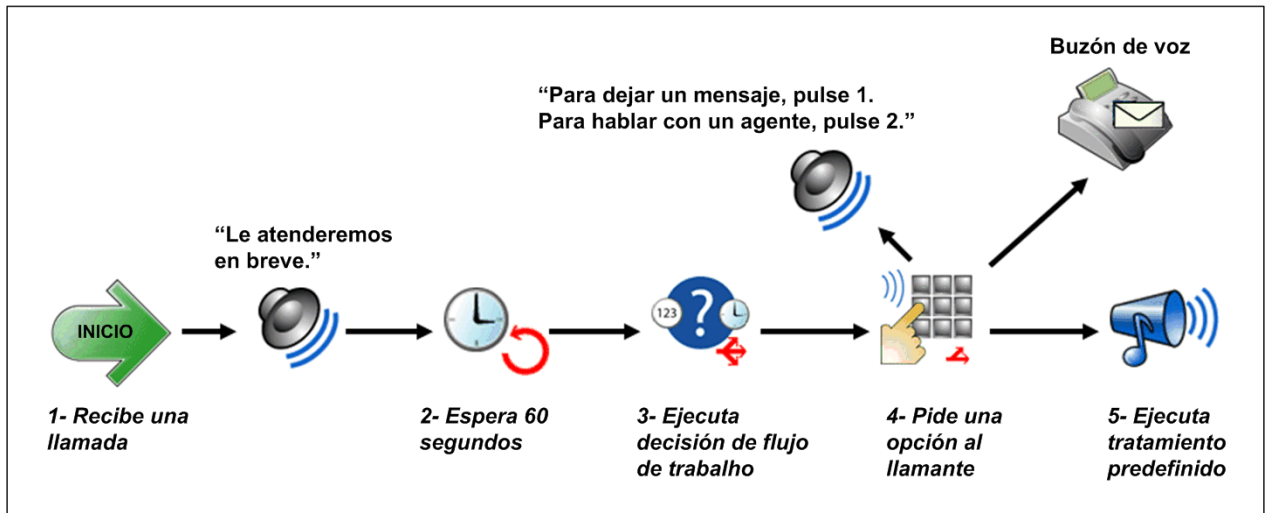 Buzón de voz
“Para dejar un mensaje, pulse 1.
Para hablar con un agente, pulse 2.”
“Le atenderemos
en breve.”
INICIO
123
?
1- Recibe una
llamada
2- Espera 60
segundos
3- Ejecuta
decisión de flujo
de trabalho
4- Pide una
opción al
llamante
5- Ejecuta
tratamiento
predefinido